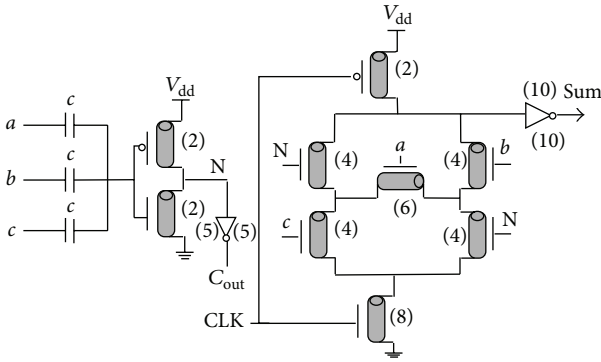 a
c
b
c
c
c
V_dd
(2)
(2)
N
(5)
(5)
C_out
CLK
V_dd
(2)
(10)
Sum
(10)
N
(4)
a
(6)
(4)
b
c
(4)
(4)
N
(8)